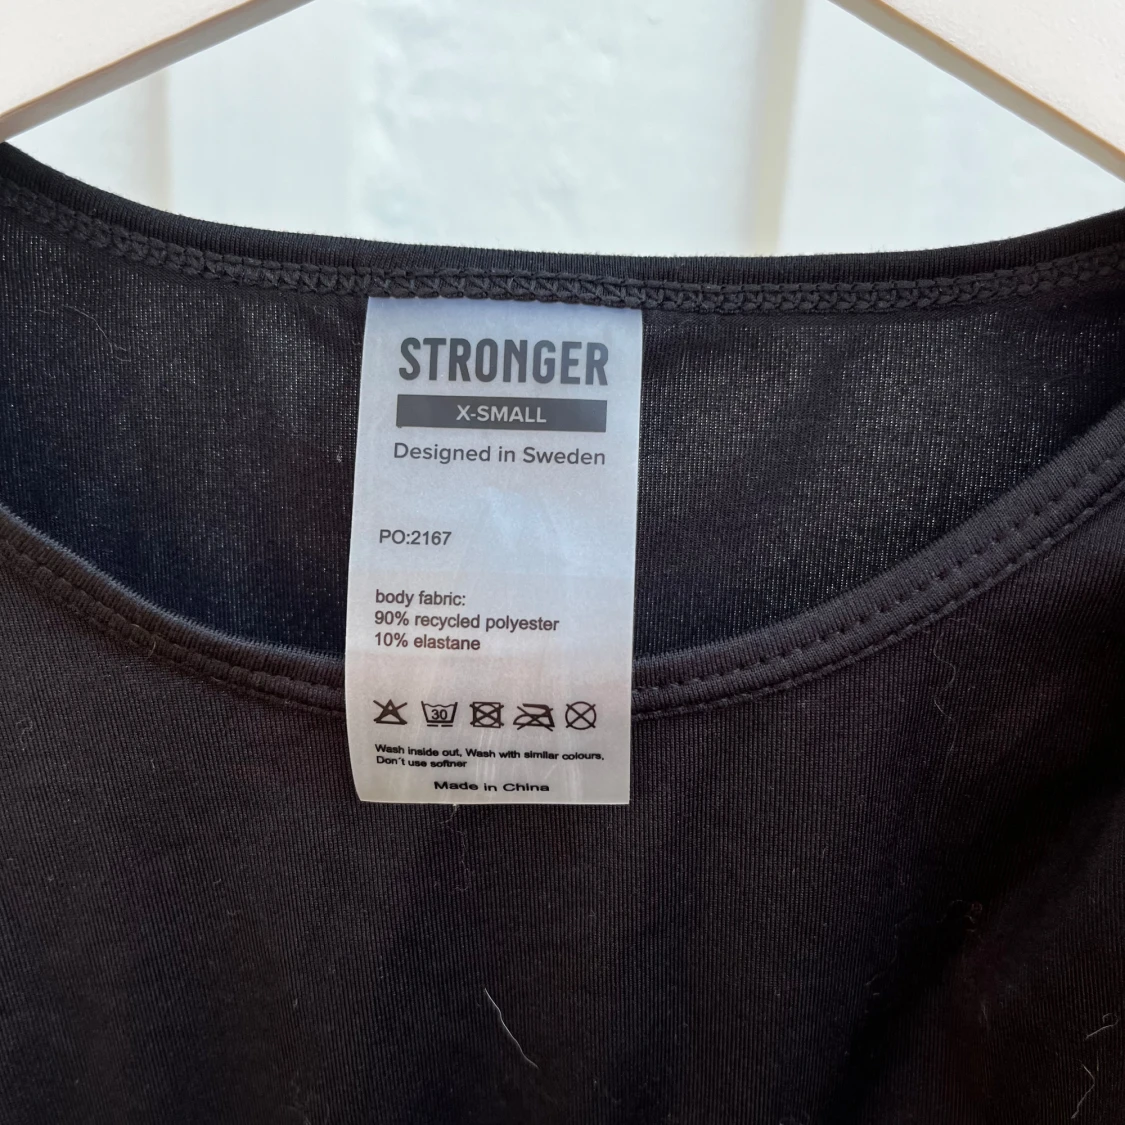 STRONGER
X-SMALL
Designed in Sweden
PO:2167
body fabric:
90% recycled polyester
10% elastane
30
Wash inside out, Wash with similar colours,
Don´t use softner
Made in China